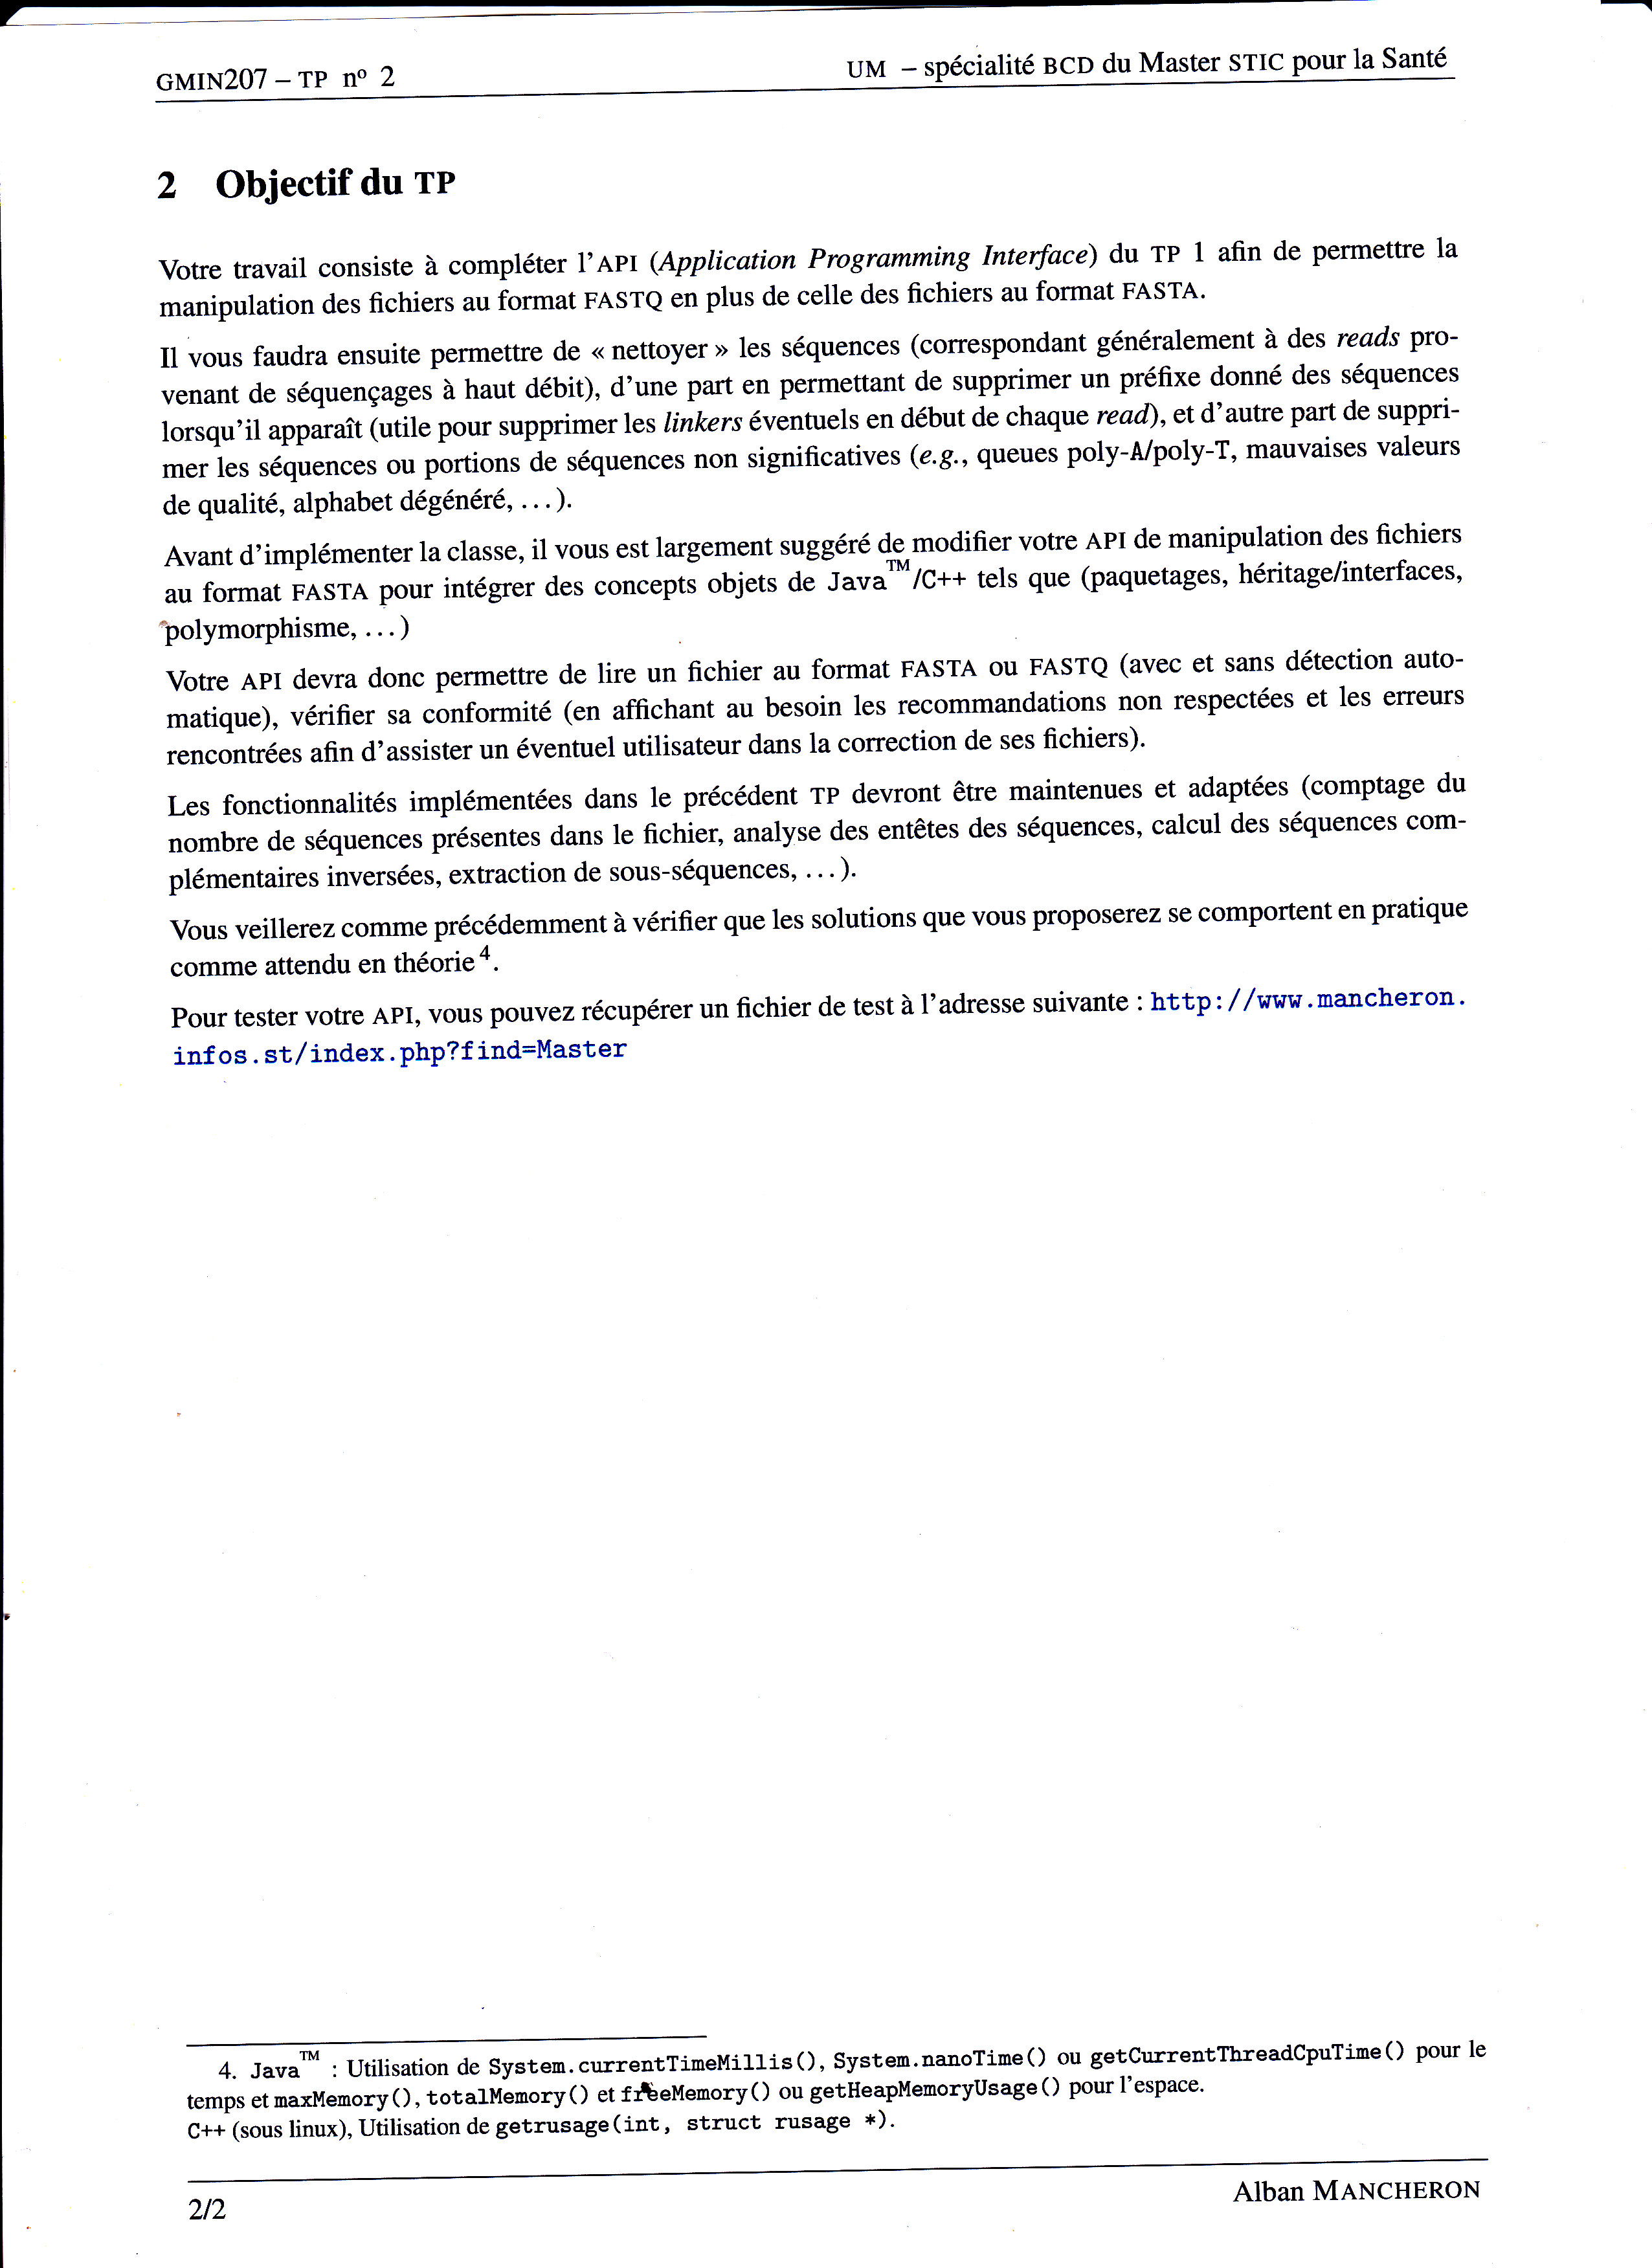 GMIN207 – TP nº 2
UM – spécialité BCD du Master STIC pour la Santé
2 Objectif du TP
Votre travail consiste à compléter l'API (Application Programming Interface) du TP 1 afin de permettre la
manipulation des fichiers au format FASTQ en plus de celle des fichiers au format FASTA.
Il vous faudra ensuite permettre de « nettoyer » les séquences (correspondant généralement à des reads pro-
venant de séquençages à haut débit), d'une part en permettant de supprimer un préfixe donné des séquences
lorsqu'il apparaît (utile pour supprimer les linkers éventuels en début de chaque read), et d'autre part de suppri-
mer les séquences ou portions de séquences non significatives (e.g., queues poly-A/poly-T, mauvaises valeurs
de qualité, alphabet dégénéré, ...).
Avant d'implémenter la classe, il vous est largement suggéré de modifier votre API de manipulation des fichiers
au format FASTA pour intégrer des concepts objets de Java™/C++ tels que (paquetages, héritage/interfaces,
polymorphisme, ...)
Votre API devra donc permettre de lire un fichier au format FASTA ou FASTQ (avec et sans détection auto-
matique), vérifier sa conformité (en affichant au besoin les recommandations non respectées et les erreurs
rencontrées afin d'assister un éventuel utilisateur dans la correction de ses fichiers).
Les fonctionnalités implémentées dans le précédent TP devront être maintenues et adaptées (comptage du
nombre de séquences présentes dans le fichier, analyse des entêtes des séquences, calcul des séquences com-
plémentaires inversées, extraction de sous-séquences, ...).
Vous veillerez comme précédemment à vérifier que les solutions que vous proposerez se comportent en pratique
comme attendu en théorie 4.
Pour tester votre API, vous pouvez récupérer un fichier de test à l'adresse suivante : http://www.mancheron.
infos.st/index.php?find=Master
4. Java™ : Utilisation de System.currentTimeMillis(), System.nanoTime() ou getCurrentThreadCpuTime() pour le
temps et maxMemory(), totalMemory() et freeMemory() ou getHeapMemoryUsage() pour l'espace.
C++ (sous linux), Utilisation de getrusage(int, struct rusage *).
2/2
Alban MANCHERON